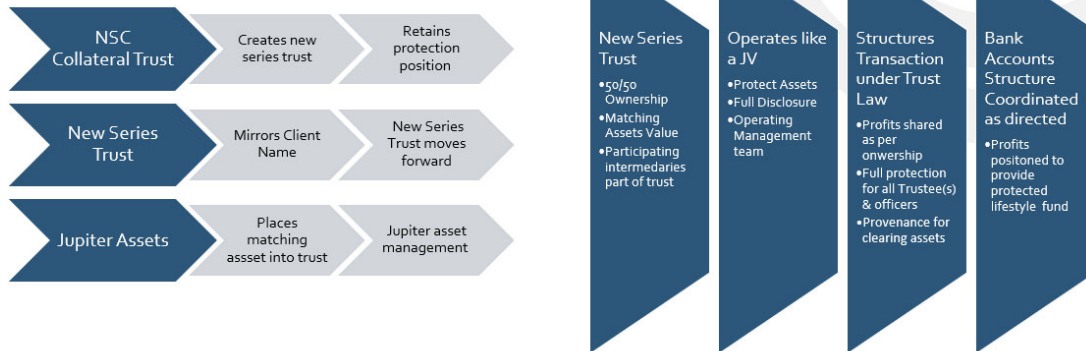 NSC
Collateral Trust
Creates new
series trust
Retains
protection
position
New Series
Trust
Mirrors Client
Name
New Series
Trust moves
forward
Jupiter Assets
Places
matching
assset into trust
Jupiter asset
management
New Series
Trust
•50/50
Ownership
•Matching
Assets Value
•Participating
intermedaries
part of trust
Operates like
a JV
•Protect Assets
•Full Disclosure
•Operating
Management
team
Structures
Transaction
under Trust
Law
•Profits shared
as per
onwership
•Full protection
for all Trustee(s)
& officers
•Provenance for
clearing assets
Bank
Accounts
Structure
Coordinated
as directed
•Profits
positoned to
provide
protected
lifestyle fund